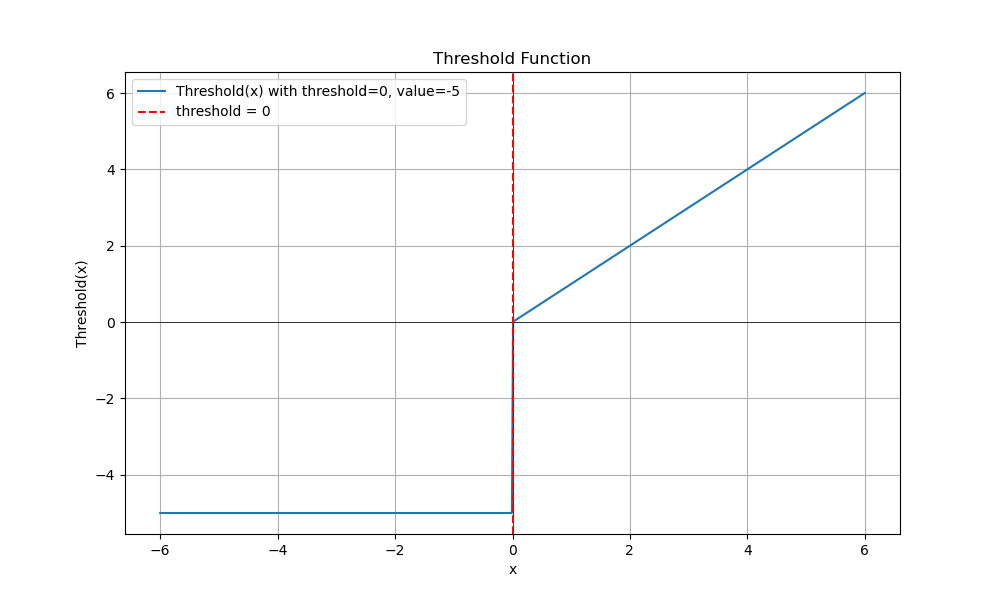 Threshold Function
Threshold(x) with threshold=0, value=-5
threshold = 0
6
4
2
0
−2
−4
Threshold(x)
−6
−4
−2
0
2
4
6
x